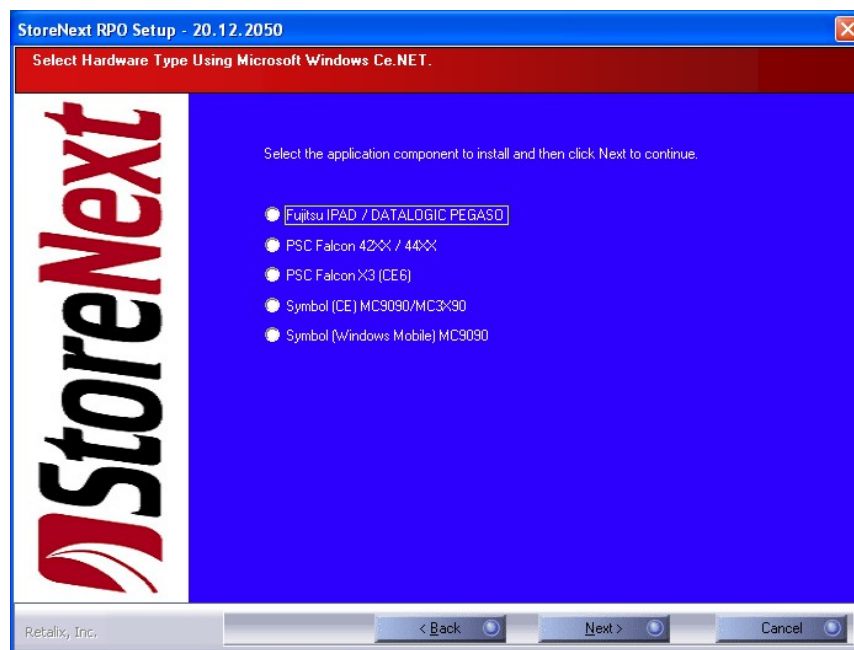 StoreNext RPO Setup - 20.12.2050
Select Hardware Type Using Microsoft Windows Ce.NET.
StoreNext
Select the application component to install and then click Next to continue.
Fujitsu IPAD / DATALOGIC PEGASO
PSC Falcon 42XX / 44XX
PSC Falcon X3 (CE6)
Symbol (CE) MC9090/MC3X90
Symbol (Windows Mobile) MC9090
Retalix, Inc.
< Back
Next >
Cancel